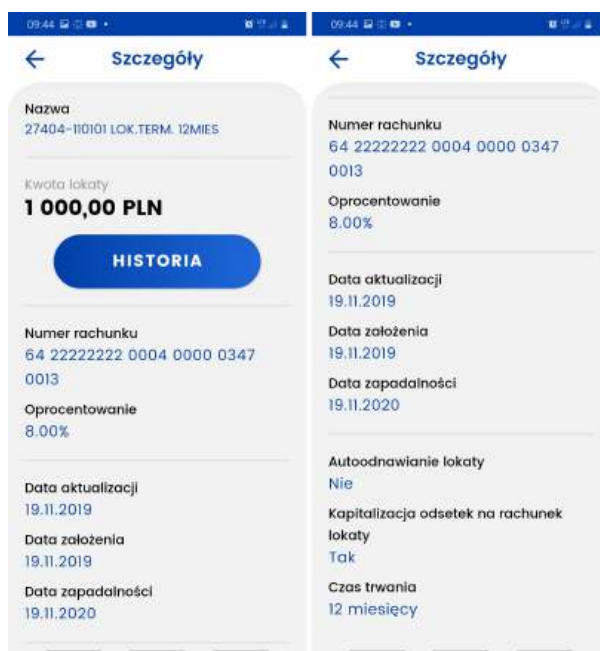 09:44
Szczegóły
Nazwa
27404-110101 LOK.TERM. 12MIES
Kwota lokaty
1 000,00 PLN
HISTORIA
Numer rachunku
64 22222222 0004 0000 0347
0013
Oprocentowanie
8.00%
Data aktualizacji
19.11.2019
Data założenia
19.11.2019
Data zapadalności
19.11.2020
09:44
Szczegóły
Numer rachunku
64 22222222 0004 0000 0347
0013
Oprocentowanie
8.00%
Data aktualizacji
19.11.2019
Data założenia
19.11.2019
Data zapadalności
19.11.2020
Autoodnawianie lokaty
Nie
Kapitalizacja odsetek na rachunek
lokaty
Tak
Czas trwania
12 miesięcy